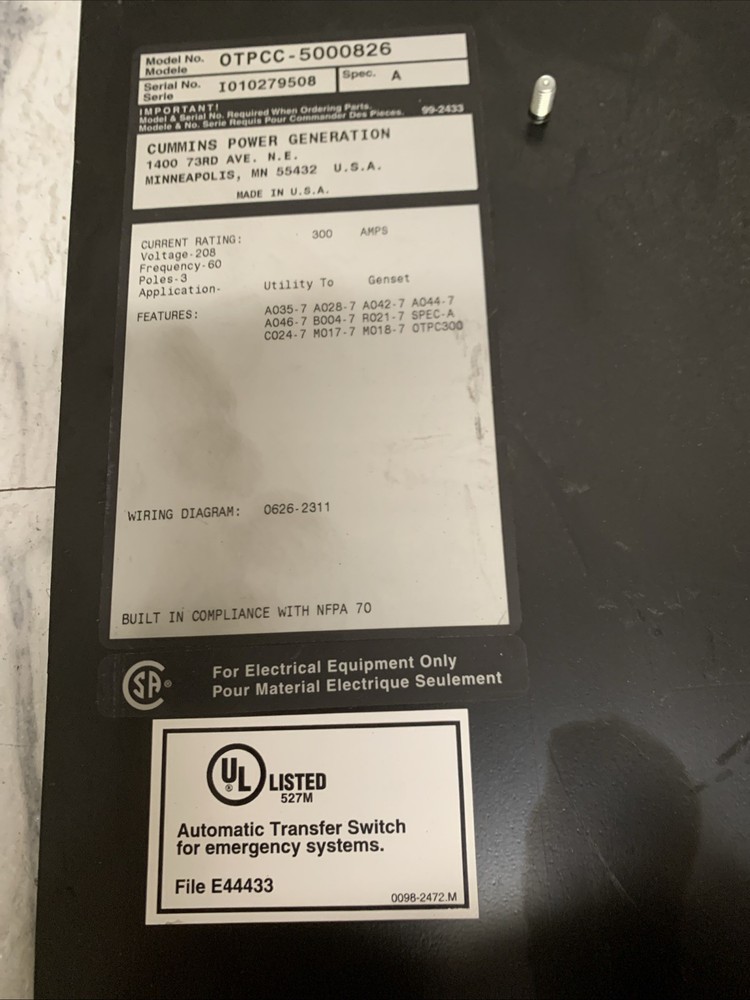 Model No. OTPCC-5000826
Modele
Serial No. I010279508 Spec. A
Serie
IMPORTANT!
Model & Serial No. Required When Ordering Parts.
Modele & No. Serie Requis Pour Commander Des Pieces. 99-2433
CUMMINS POWER GENERATION
1400 73RD AVE. N.E.
MINNEAPOLIS, MN 55432 U.S.A.
MADE IN U.S.A.
CURRENT RATING: 300 AMPS
Voltage-208
Frequency-60
Poles-3
Application- Utility To Genset
FEATURES: A035-7 A028-7 A042-7 A044-7
A046-7 B004-7 R021-7 SPEC-A
C024-7 M017-7 M018-7 OTPC300
WIRING DIAGRAM: 0626-2311
BUILT IN COMPLIANCE WITH NFPA 70
SA ®
For Electrical Equipment Only
Pour Material Electrique Seulement
UL ® LISTED
527M
Automatic Transfer Switch
for emergency systems.
File E44433
0098-2472.M